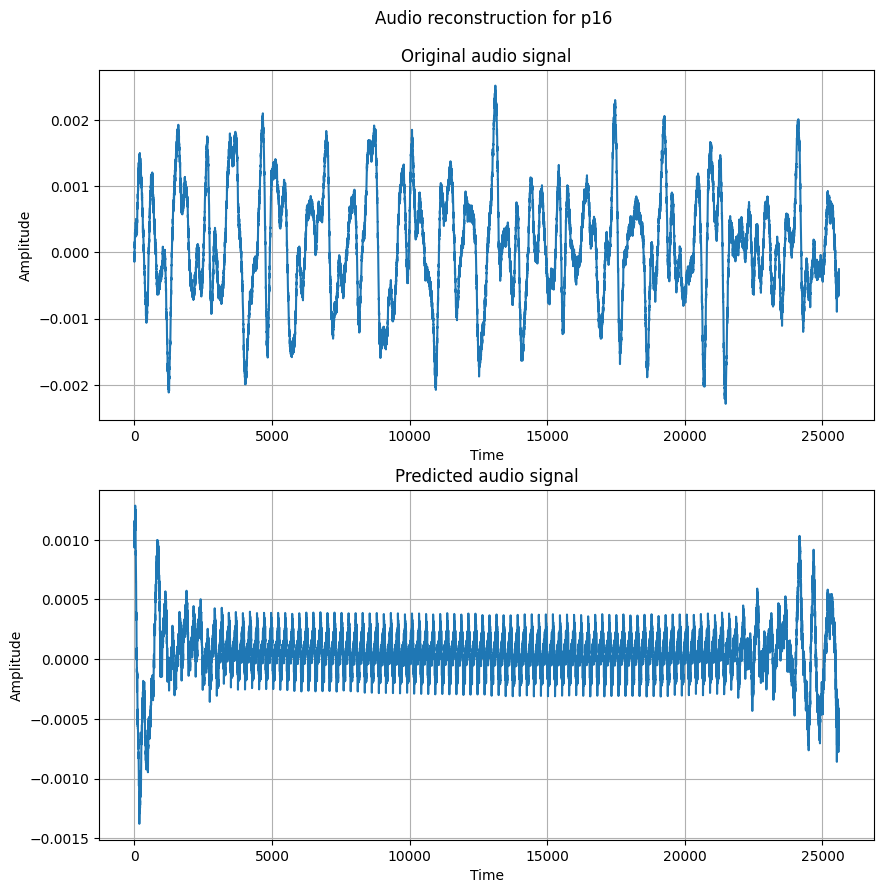 Audio reconstruction for p16
Original audio signal
0.002
0.001
0.000
−0.001
−0.002
Amplitude
0 5000 10000 15000 20000 25000
Time
Predicted audio signal
0.0010
0.0005
0.0000
−0.0005
−0.0010
−0.0015
Amplitude
0 5000 10000 15000 20000 25000
Time